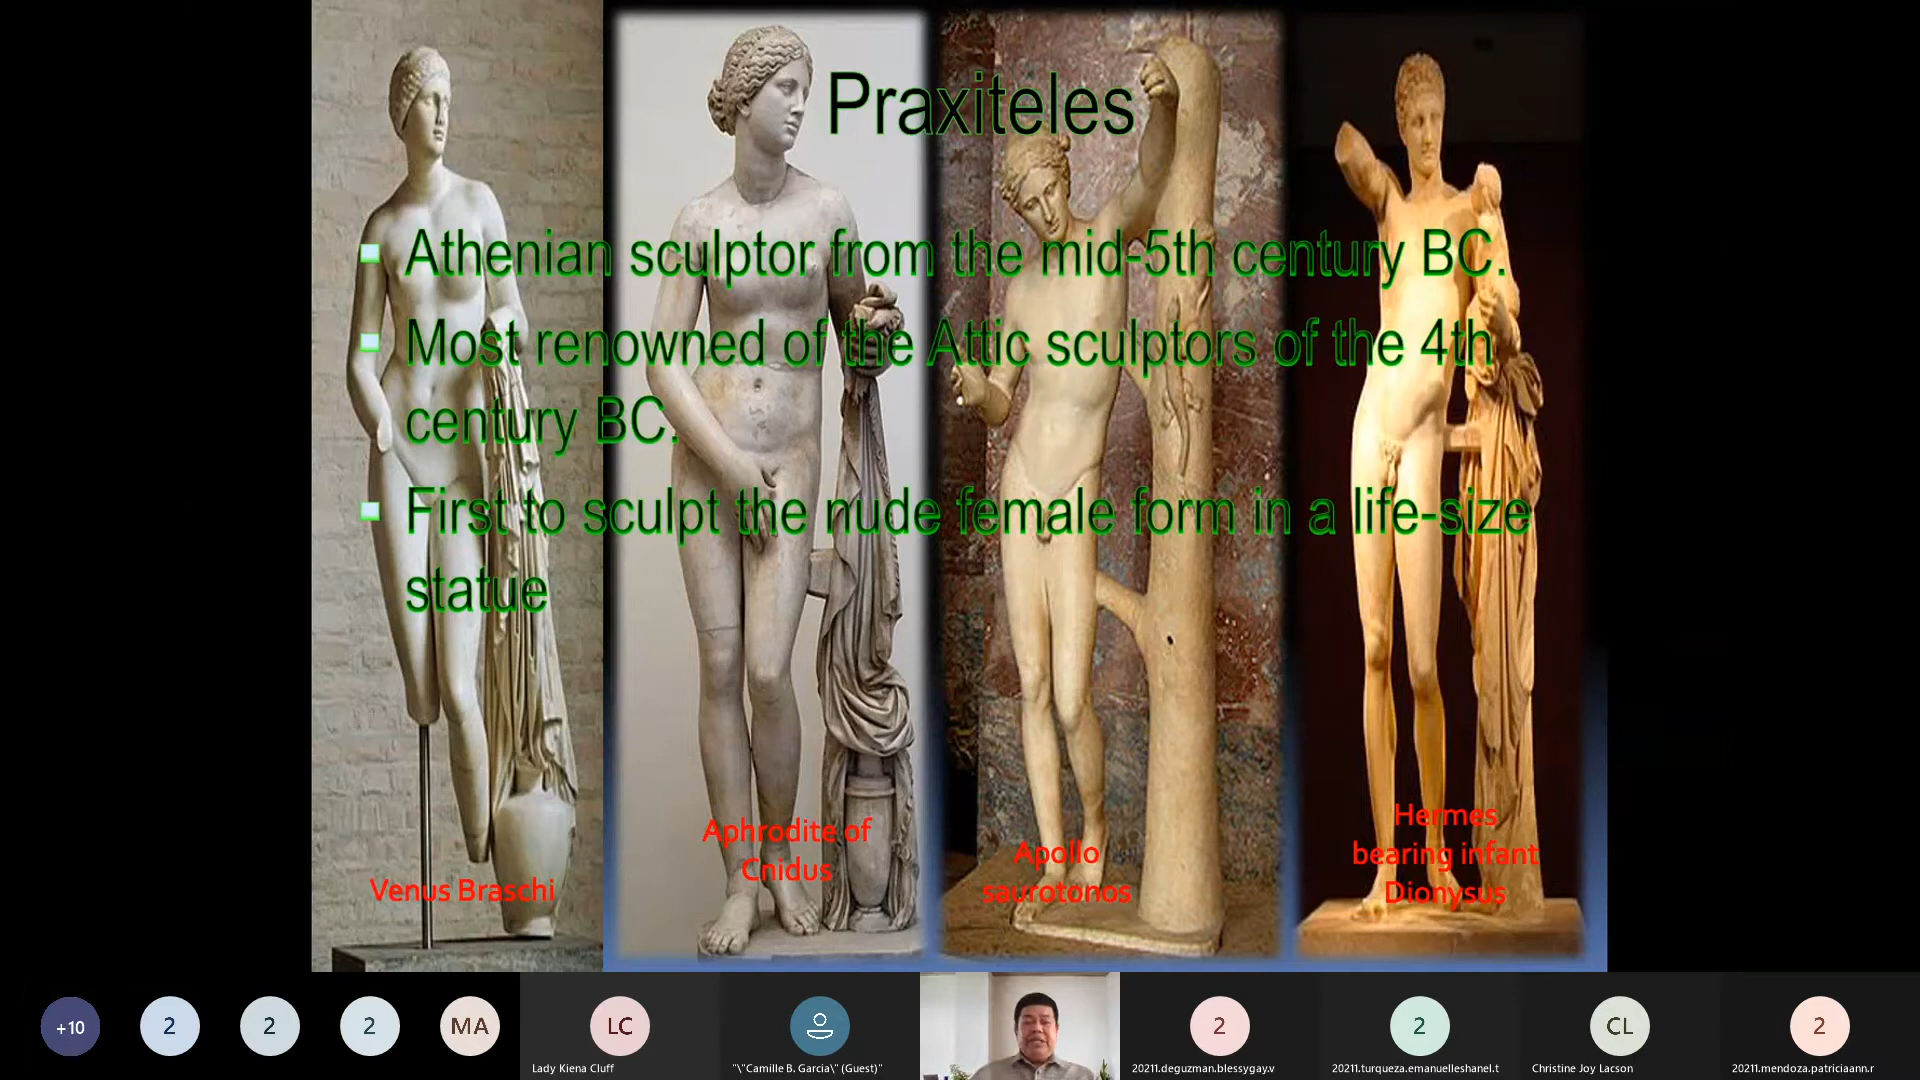 Praxiteles
Athenian sculptor from the mid-5th century BC.
Most renowned of the Attic sculptors of the 4th
century BC.
First to sculpt the nude female form in a life-size
statue
Venus Braschi
Aphrodite of
Cnidus
Apollo
saurotonos
Hermes
bearing infant
Dionysus
+10
2
2
2
MA
LC
2
2
CL
2
Lady Kiena Cluff
"\"Camille B. Garcia\" (Guest)"
20211.deguzman.blessygay.v
20211.turqueza.emanuelleshanel.t
Christine Joy Lacson
20211.mendoza.patriciaann.r